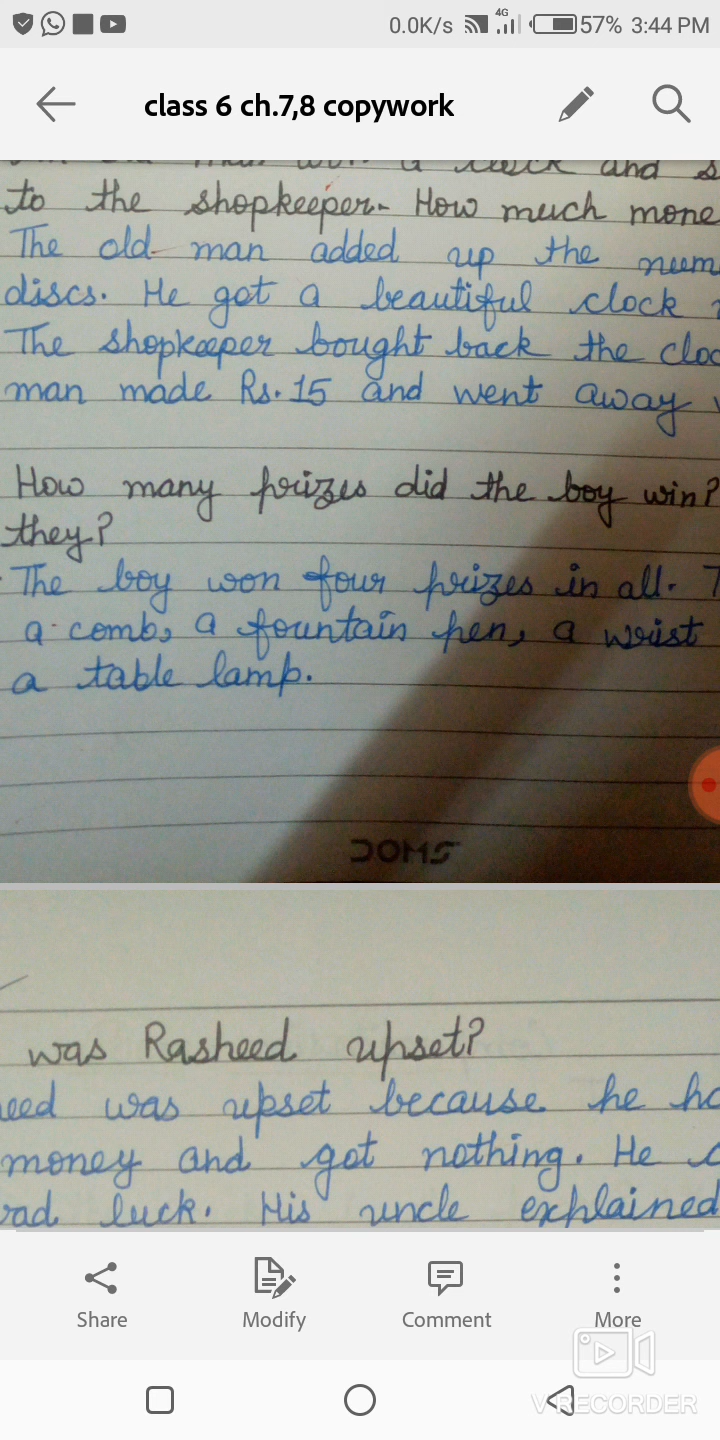 4G
0.0K/s 57% 3:44 PM
class 6 ch.7,8 copywork
a clock and s
to the shopkeeper. How much mone
The old man added up the num
discs. He got a beautiful clock
The shopkeeper bought back the cloc
man made Rs. 15 and went away
How many prizes did the boy win?
they?
The boy won four prizes in all. T
a comb, a fountain pen, a wrist
a table lamp.
DOMS
was Rasheed upset?
eed was upset because he ha
money and got nothing. He
bad luck. His uncle explained
Share Modify Comment More
V RECORDER